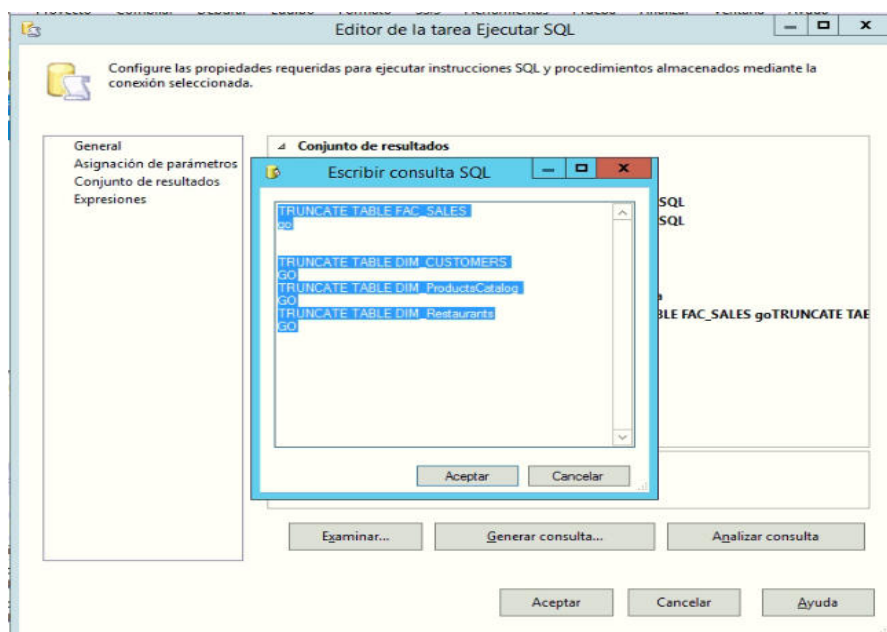 Editor de la tarea Ejecutar SQL
Configure las propiedades requeridas para ejecutar instrucciones SQL y procedimientos almacenados mediante la
conexión seleccionada.
General
Asignación de parámetros
Conjunto de resultados
Expresiones
Conjunto de resultados
Escribir consulta SQL
SQL
SQL
TRUNCATE TABLE FAC_SALES
go
TRUNCATE TABLE DIM_CUSTOMERS
GO
TRUNCATE TABLE DIM_ProductsCatalog
GO
TRUNCATE TABLE DIM_Restaurants
GO
BLE FAC_SALES goTRUNCATE TAE
Aceptar
Cancelar
Examinar...
Generar consulta...
Analizar consulta
Aceptar
Cancelar
Ayuda